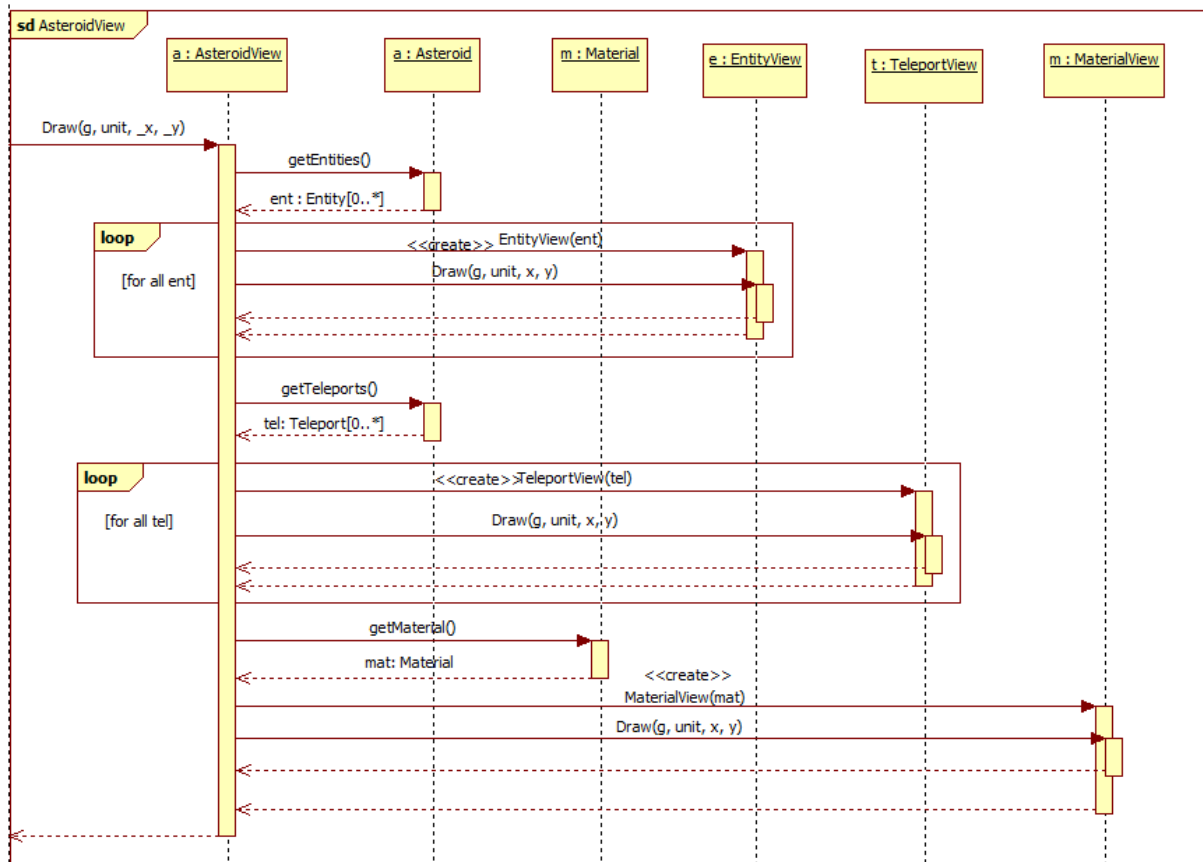 sd AsteroidView
a : AsteroidView
a : Asteroid
m : Material
e : EntityView
t : TeleportView
m : MaterialView
Draw(g, unit, _x, _y)
getEntities()
ent : Entity[0..*]
loop
<<create>> EntityView(ent)
[for all ent]
Draw(g, unit, x, y)
getTeleports()
tel: Teleport[0..*]
loop
<<create>> TeleportView(tel)
[for all tel]
Draw(g, unit, x, y)
getMaterial()
mat: Material
<<create>>
MaterialView(mat)
Draw(g, unit, x, y)